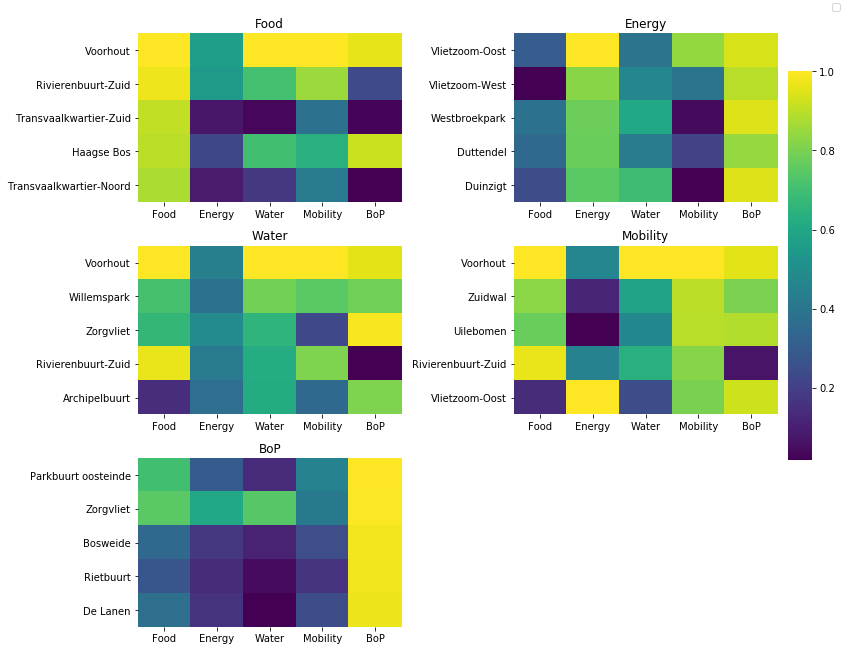 Food
Voorhout
Rivierenbuurt-Zuid
Transvaalkwartier-Zuid
Haagse Bos
Transvaalkwartier-Noord
Food Energy Water Mobility BoP
Energy
Vlietzoom-Oost
Vlietzoom-West
Westbroekpark
Duttendel
Duinzigt
Food Energy Water Mobility BoP
Water
Voorhout
Willemspark
Zorgvliet
Rivierenbuurt-Zuid
Archipelbuurt
Food Energy Water Mobility BoP
Mobility
Voorhout
Zuidwal
Uilebomen
Rivierenbuurt-Zuid
Vlietzoom-Oost
Food Energy Water Mobility BoP
BoP
Parkbuurt oosteinde
Zorgvliet
Bosweide
Rietbuurt
De Lanen
Food Energy Water Mobility BoP
1.0
0.8
0.6
0.4
0.2